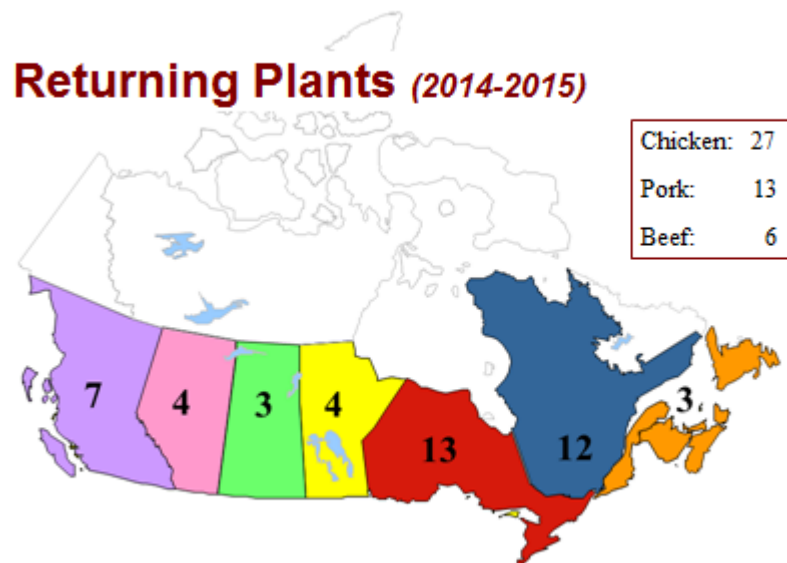 Returning Plants (2014-2015)
Chicken: 27
Pork: 13
Beef: 6
7
4
3
4
13
12
3